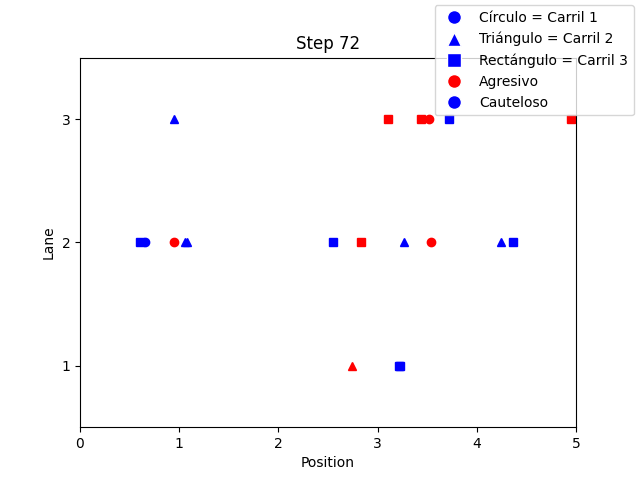 Step 72
Círculo = Carril 1
Triángulo = Carril 2
Rectángulo = Carril 3
Agresivo
Cauteloso
Lane
3
2
1
0 1 2 3 4 5
Position